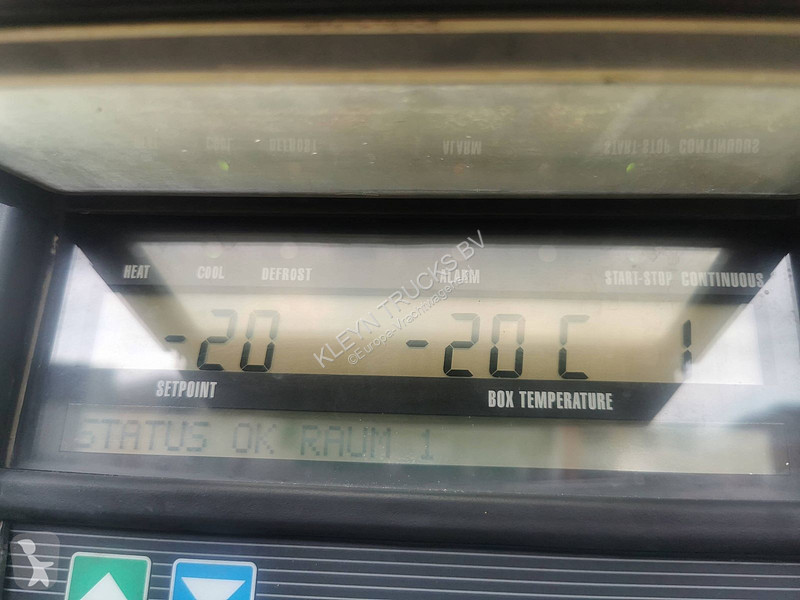 HEAT COOL DEFROST ALARM START-STOP CONTINUOUS
-20 -20 C 1
SETPOINT BOX TEMPERATURE
STATUS OK RAUM 1
KLEYN TRUCKS BV